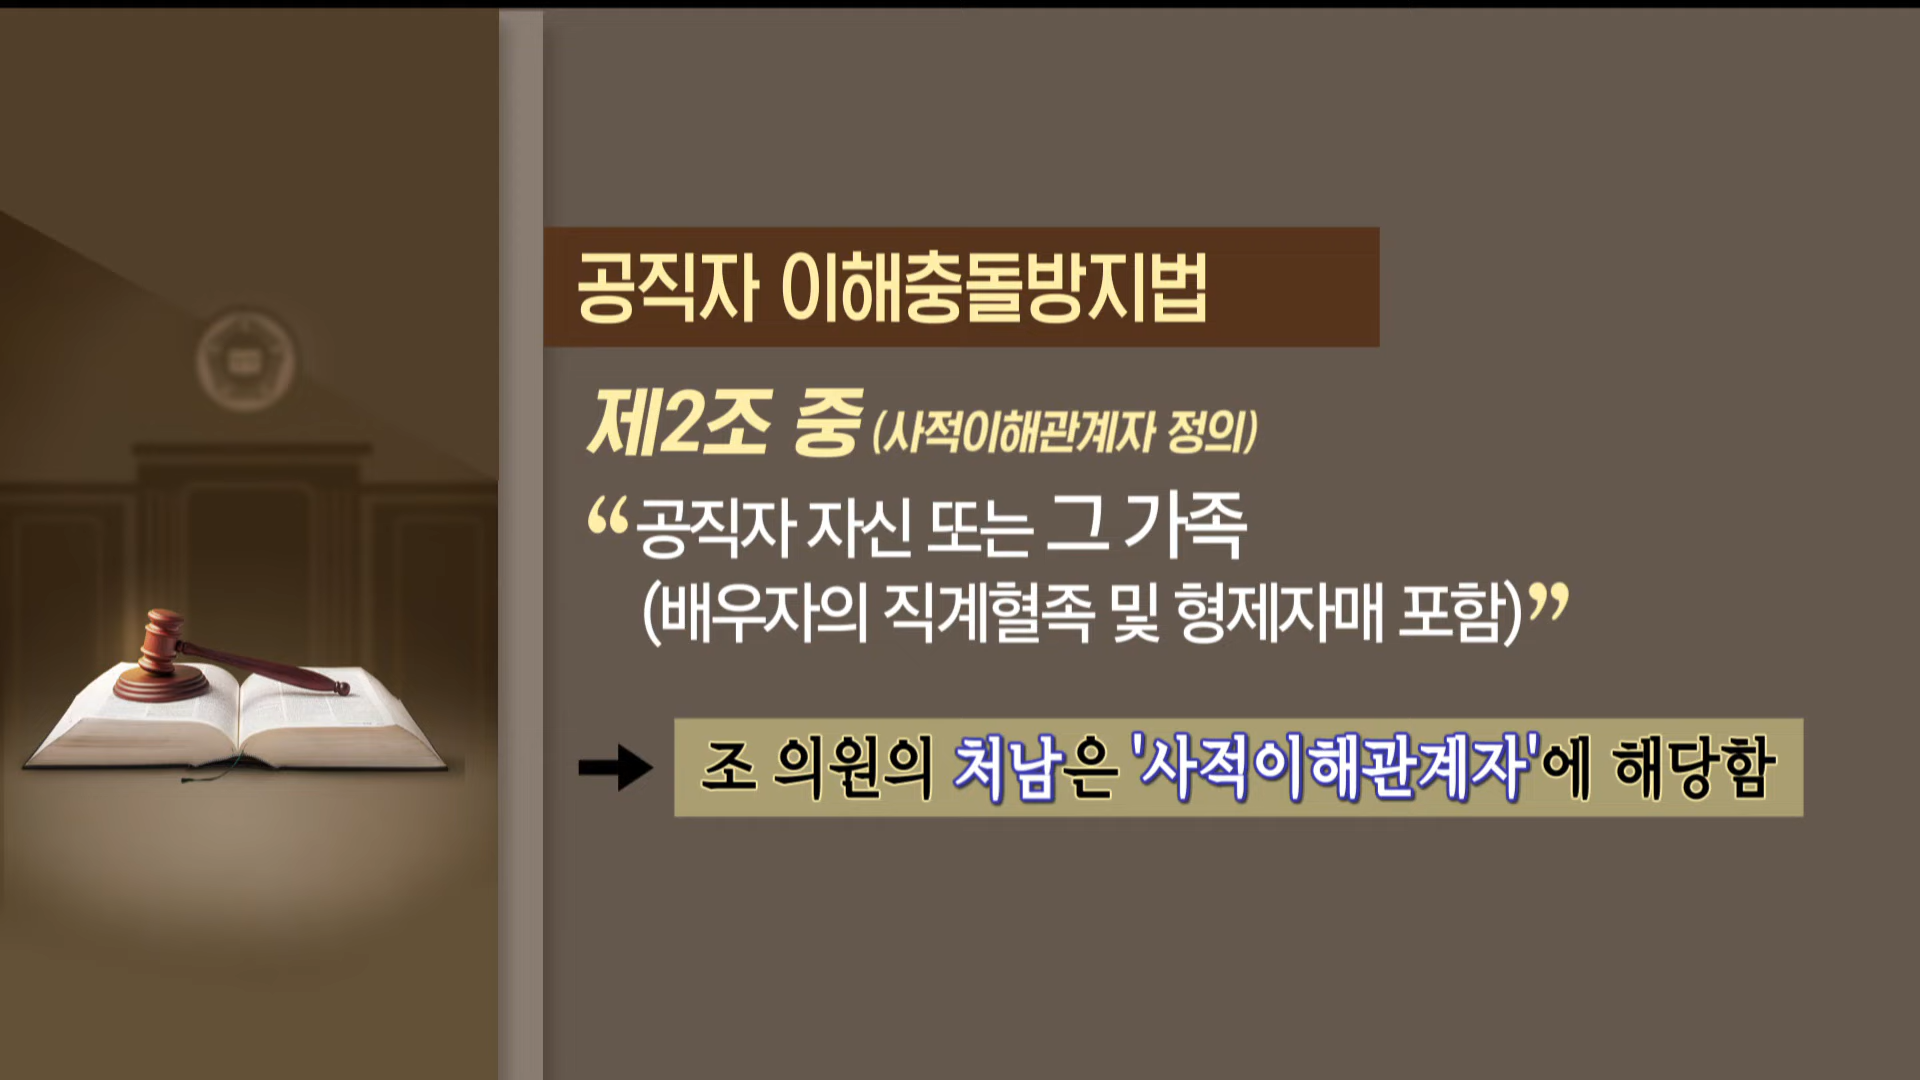 공직자 이해충돌방지법
제2조 중 (사적이해관계자 정의)
“공직자 자신 또는 그 가족
(배우자의 직계혈족 및 형제자매 포함)”
➡ 조 의원의 처남은 '사적이해관계자'에 해당함